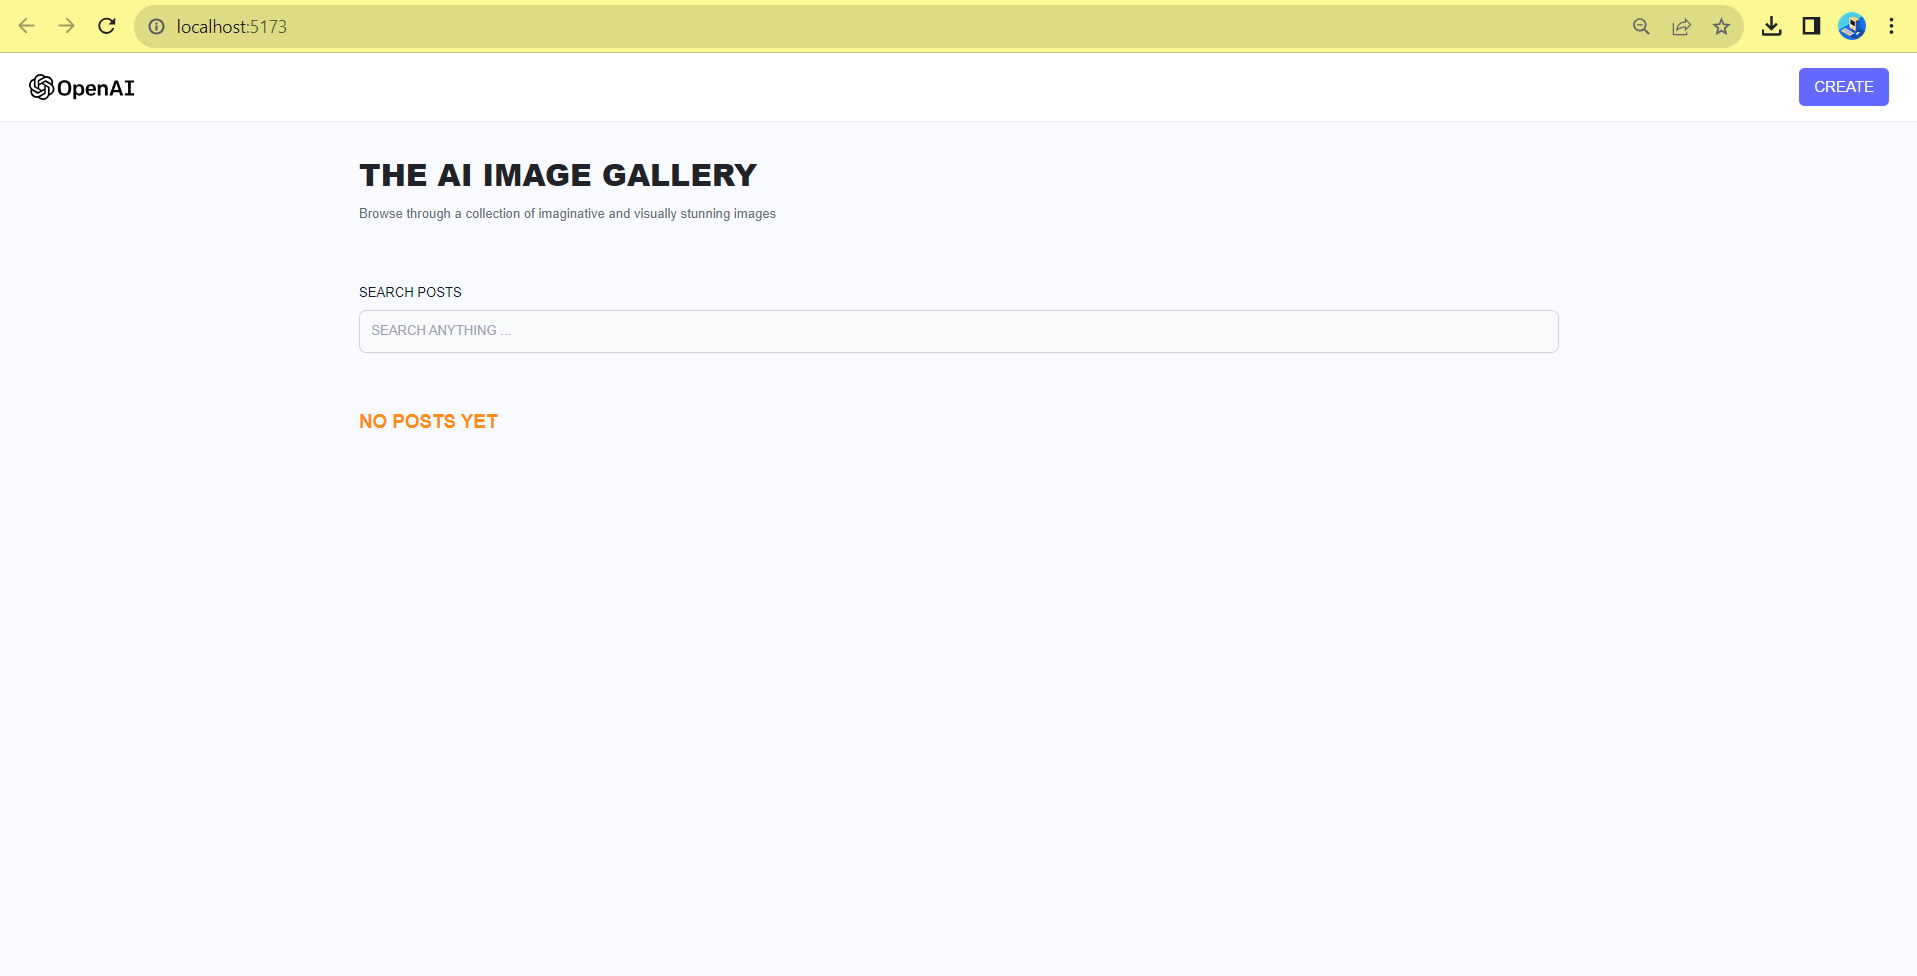 localhost:5173
OpenAI
CREATE
THE AI IMAGE GALLERY
Browse through a collection of imaginative and visually stunning images
SEARCH POSTS
SEARCH ANYTHING ...
NO POSTS YET